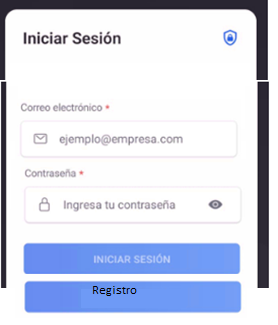 Iniciar Sesión
Correo electrónico *
ejemplo@empresa.com
Contraseña *
Ingresa tu contraseña
INICIAR SESIÓN
Registro